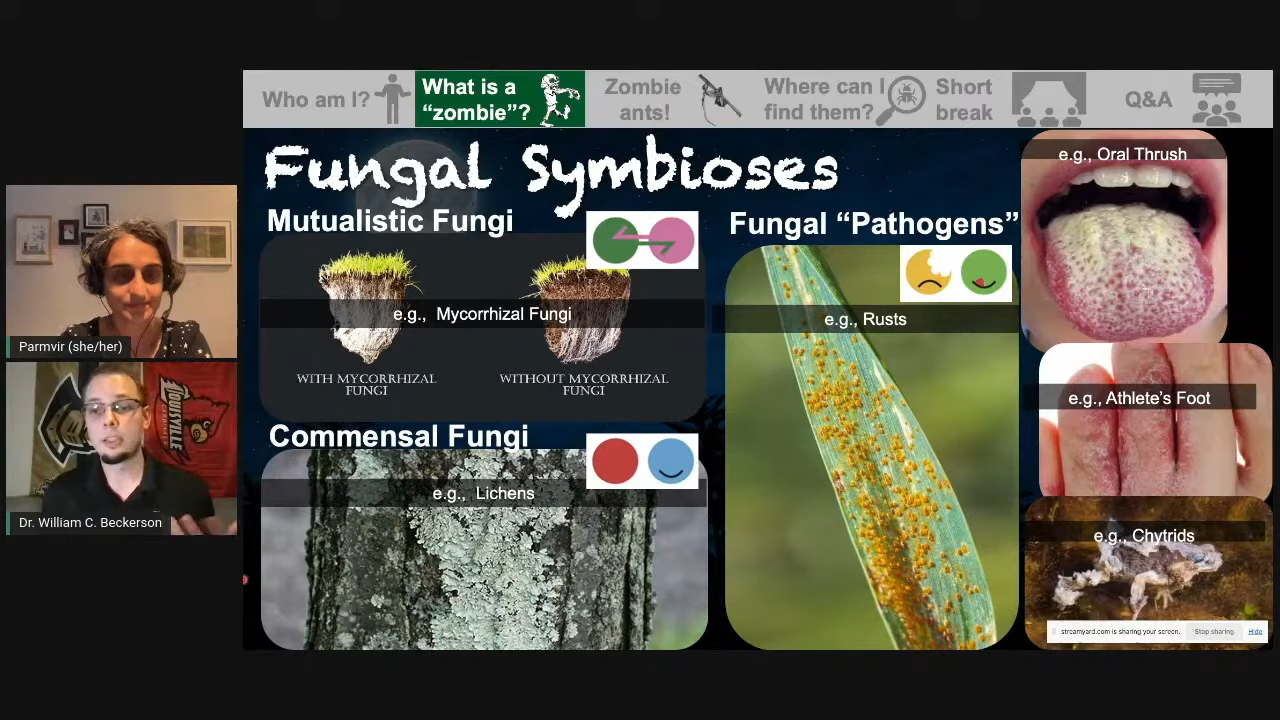 Who am I?
What is a
“zombie”?
Zombie
ants!
Where can I
find them?
Short
break
Q&A
Fungal Symbioses
Mutualistic Fungi
e.g., Mycorrhizal Fungi
WITH MYCORRHIZAL
FUNGI
WITHOUT MYCORRHIZAL
FUNGI
Commensal Fungi
e.g., Lichens
Fungal “Pathogens”
e.g., Rusts
e.g., Oral Thrush
e.g., Athlete’s Foot
e.g., Chytrids
streamyard.com is sharing your screen.
Stop sharing
Hide
Parmvir (she/her)
LOUISVILLE
CARDINALS
Dr. William C. Beckerson